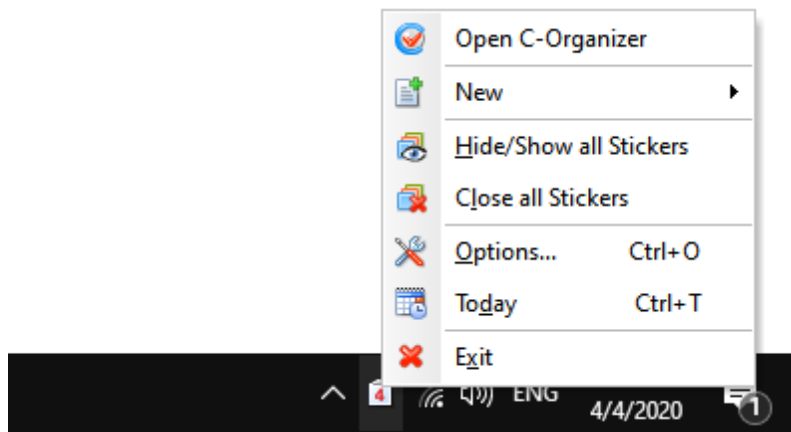 Open C-Organizer
New
Hide/Show all Stickers
Close all Stickers
Options... Ctrl+O
Today Ctrl+T
Exit
4 ENG 1
4/4/2020